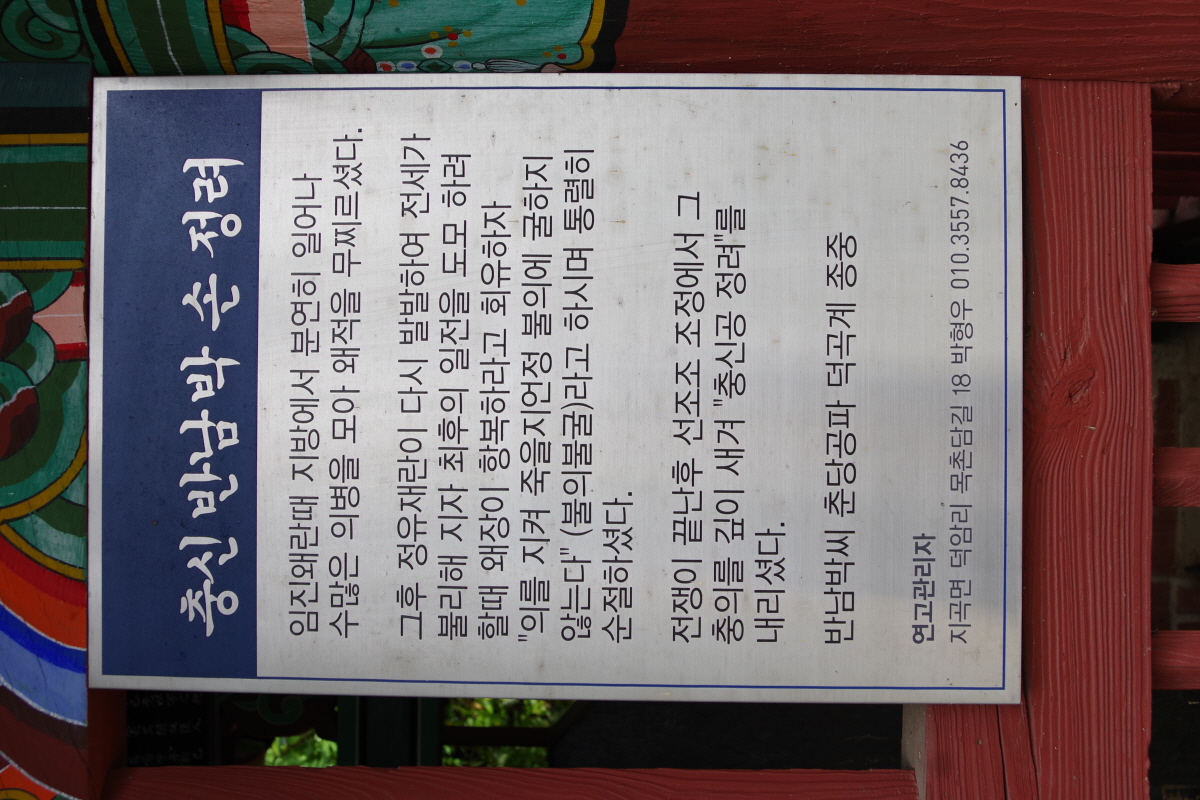 충신 반남박 손 정려
임진왜란때 지방에서 분연히 일어나
수많은 의병을 모아 왜적을 무찌르셨다.
그후 정유재란이 다시 발발하여 전세가
불리해 지자 최후의 일전을 도모 하려
할때 왜장이 항복하라고 회유하자
"의를 지켜 죽을지언정 불의에 굴하지
않는다" (불의불굴)라고 하시며 통렬히
순절하셨다.
전쟁이 끝난후 선조조 조정에서 그
충의를 깊이 새겨 "충신공 정려"를
내리셨다.
반남박씨 춘당공파 덕곡계 종중
연고관리자
지곡면 덕암리 목촌담길 18 박형우 010.3557.8436